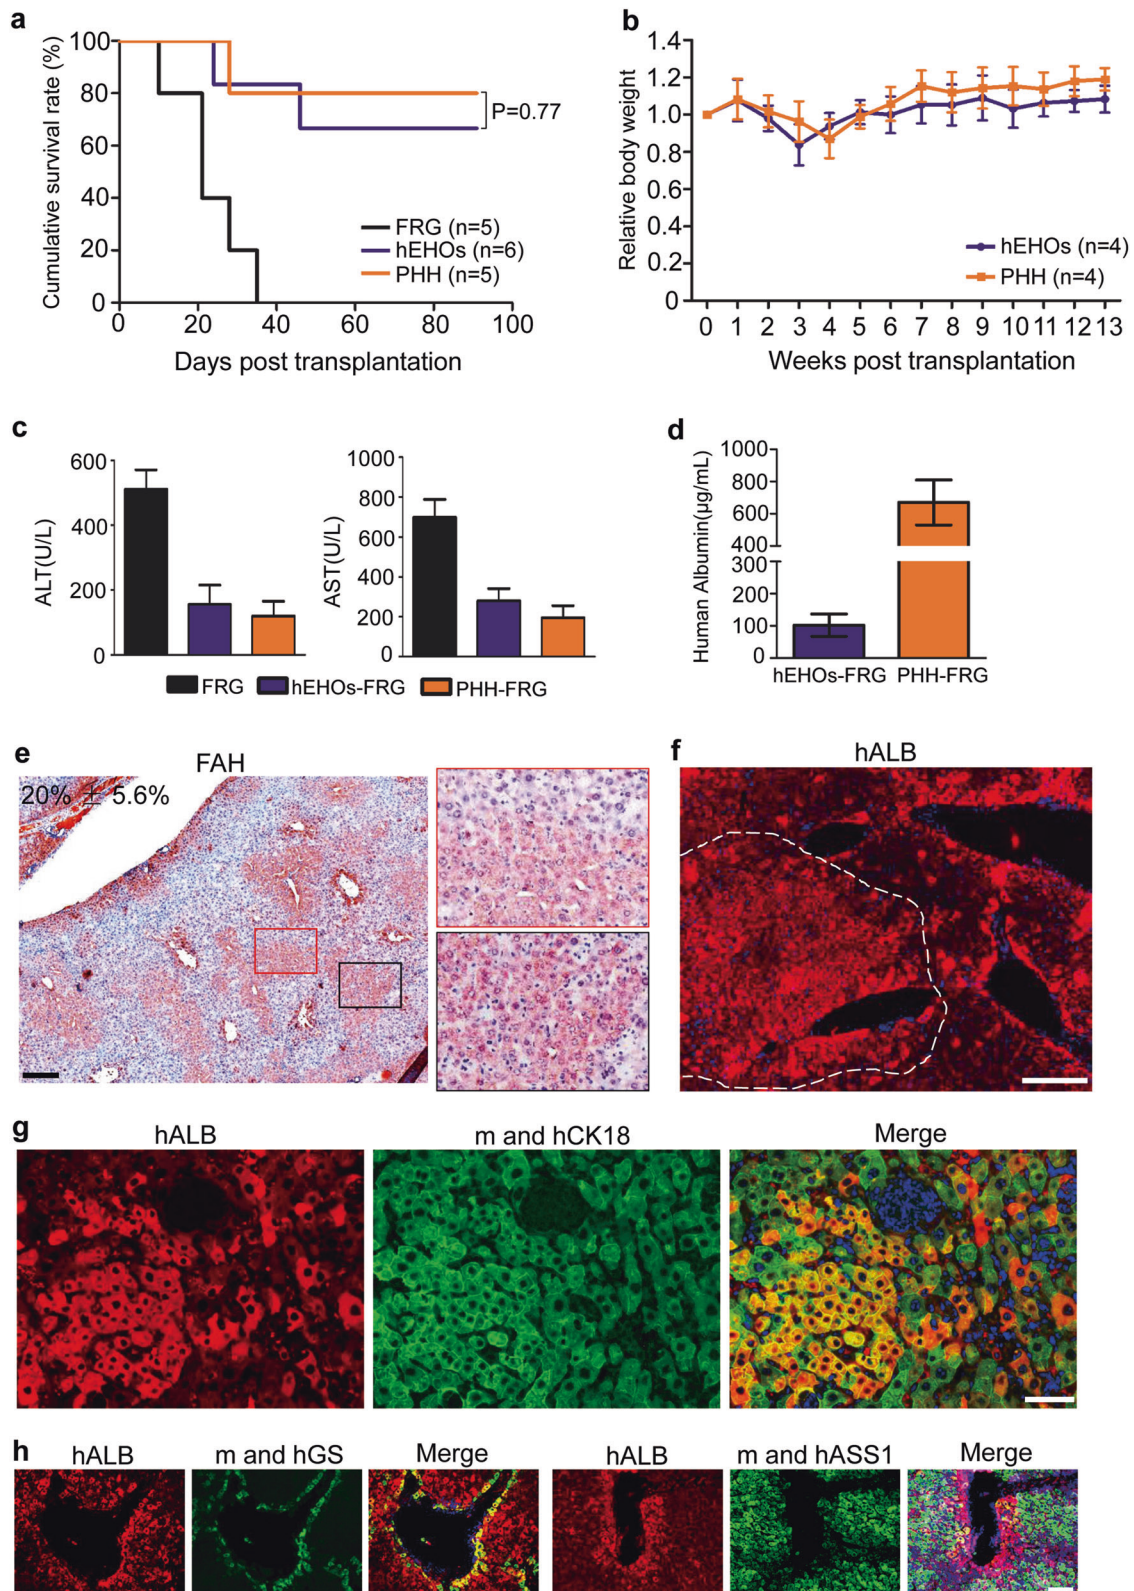 a
Cumulative survival rate (%)
100
80
60
40
20
0
0 20 40 60 80 100
Days post transplantation
P=0.77
FRG (n=5)
hEHOs (n=6)
PHH (n=5)
b
Relative body weight
1.4
1.2
1.0
0.8
0.6
0.4
0.2
0
0 1 2 3 4 5 6 7 8 9 10 11 12 13
Weeks post transplantation
hEHOs (n=4)
PHH (n=4)
c
ALT(U/L)
600
400
200
0
AST(U/L)
1000
800
600
400
200
0
FRG hEHOs-FRG PHH-FRG
d
Human Albumin(μg/mL)
1000
800
600
400
300
200
100
0
hEHOs-FRG PHH-FRG
e
FAH
20% ± 5.6%
f
hALB
g
hALB m and hCK18 Merge
h
hALB m and hGS Merge hALB m and hASS1 Merge